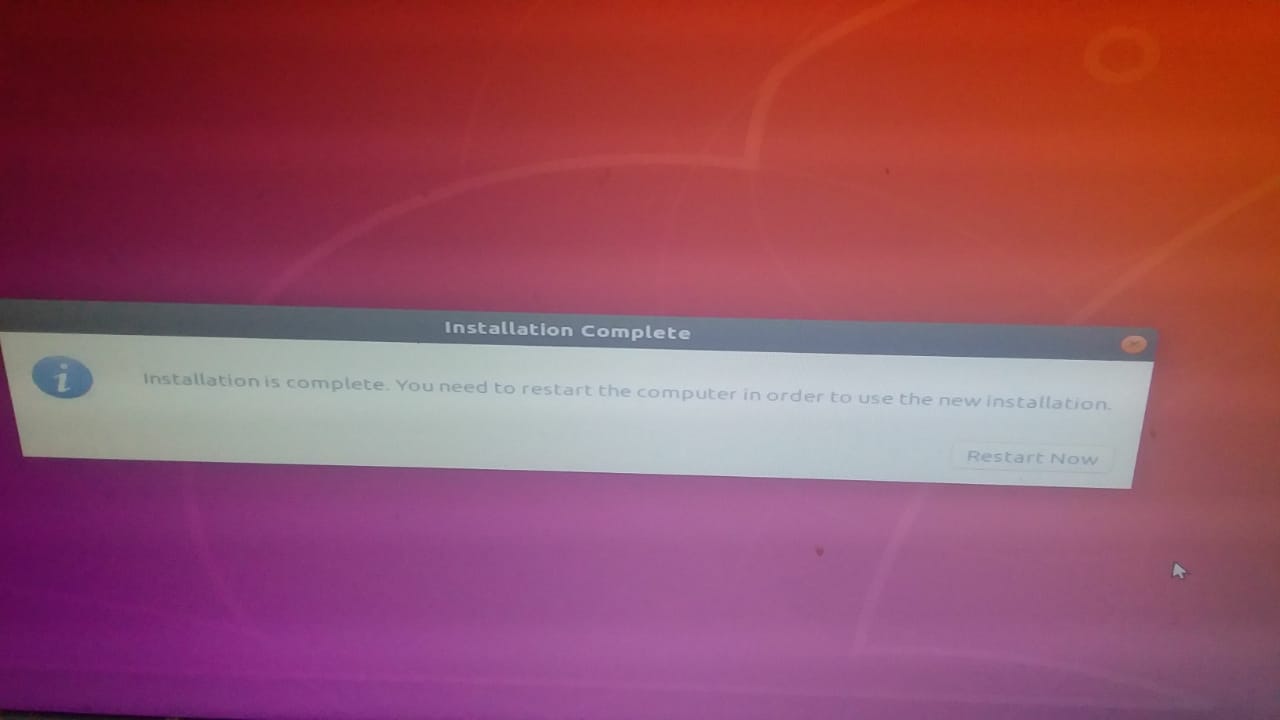 Installation Complete
Installation is complete. You need to restart the computer in order to use the new installation.
Restart Now